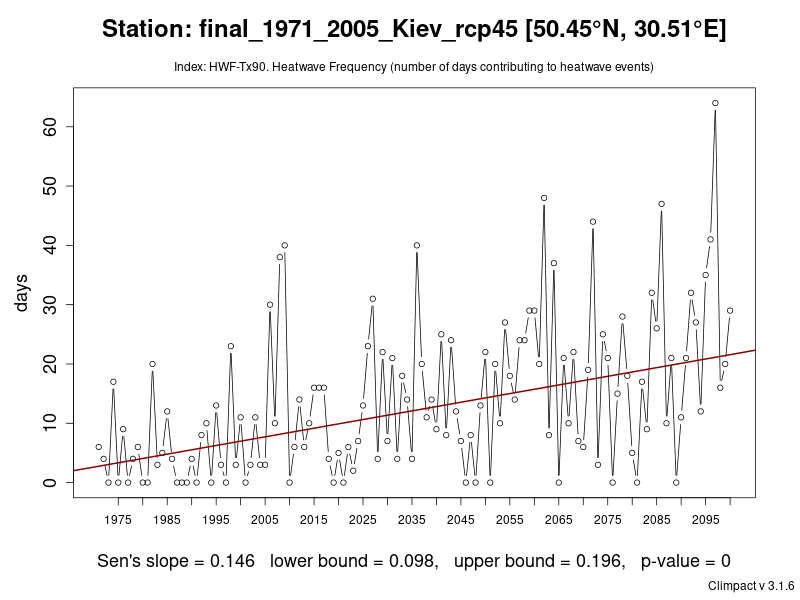 Station: final_1971_2005_Kiev_rcp45 [50.45°N, 30.51°E]
Index: HWF-Tx90. Heatwave Frequency (number of days contributing to heatwave events)
60
50
40
30
20
10
0
days
1975 1985 1995 2005 2015 2025 2035 2045 2055 2065 2075 2085 2095
Sen's slope = 0.146 lower bound = 0.098, upper bound = 0.196, p-value = 0
Climpact v 3.1.6